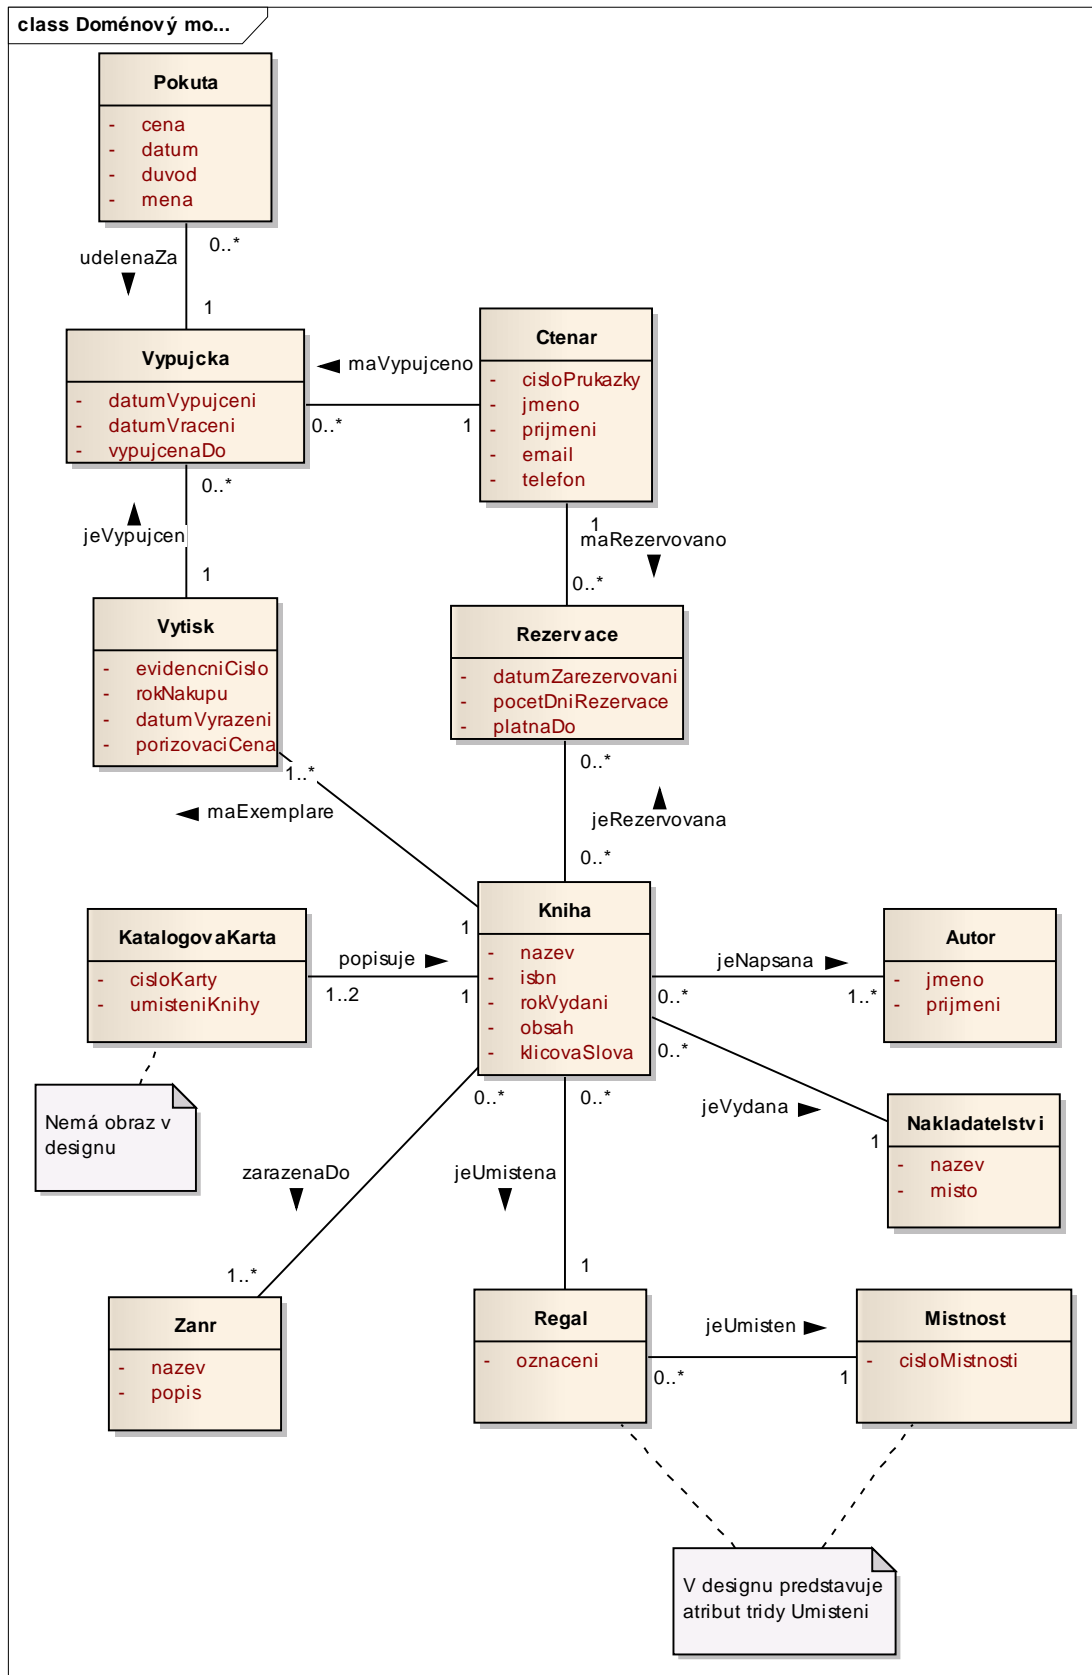 class Doménový mo...
Pokuta
- cena
- datum
- duvod
- mena
0..*
udelenaZa
1
Vypujcka
- datumVypujceni
- datumVraceni
- vypujcenaDo
maVypujceno
0..*
1
Ctenar
- cisloPrukazky
- jmeno
- prijmeni
- email
- telefon
0..*
jeVypujcen
1
1
maRezervovano
0..*
Vytisk
- evidencniCislo
- rokNakupu
- datumVyrazeni
- porizovaciCena
Rezervace
- datumZarezervovani
- pocetDniRezervace
- platnaDo
1..*
maExemplare
1
0..*
jeRezervovana
0..*
KatalogovaKarta
- cisloKarty
- umisteniKnihy
popisuje
1..2
1
Kniha
- nazev
- isbn
- rokVydani
- obsah
- klicovaSlova
jeNapsana
0..*
1..*
Autor
- jmeno
- prijmeni
Nemá obraz v
designu
0..*
jeVydana
1
Nakladatelstvi
- nazev
- misto
0..*
zarazenaDo
1..*
0..*
jeUmistena
1
Zanr
- nazev
- popis
Regal
- oznaceni
jeUmisten
0..*
1
Mistnost
- cisloMistnosti
V designu predstavuje
atribut tridy Umisteni